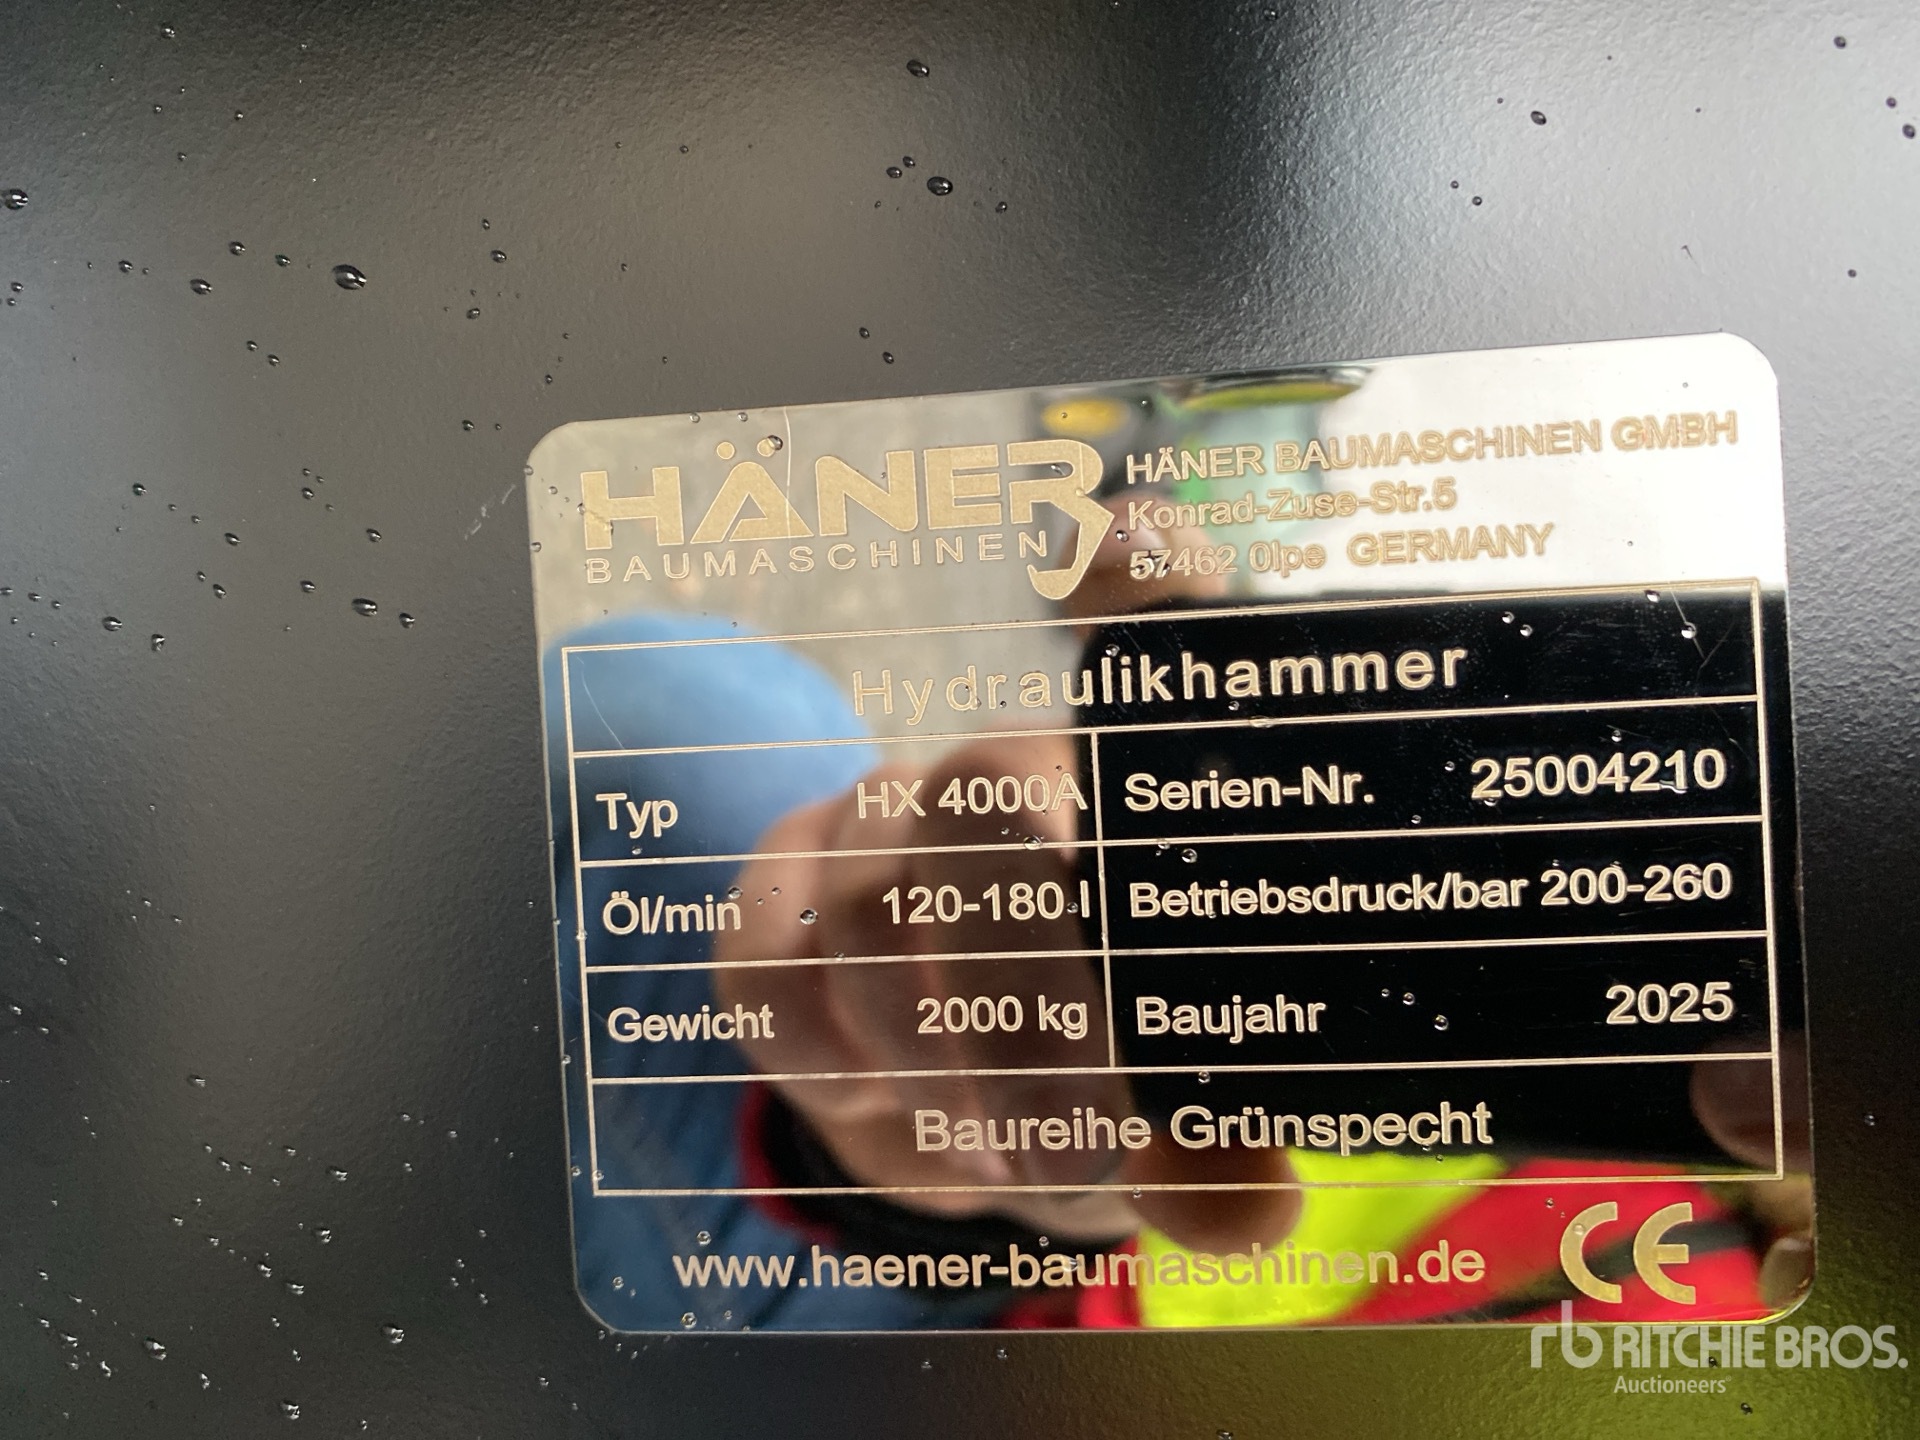 HÄNER
BAUMASCHINEN
HÄNER BAUMASCHINEN GMBH
Konrad-Zuse-Str.5
57462 Olpe GERMANY
Hydraulikhammer
Typ HX 4000A Serien-Nr. 25004210
Öl/min 120-180 l Betriebsdruck/bar 200-260
Gewicht 2000 kg Baujahr 2025
Baureihe Grünspecht
www.haener-baumaschinen.de CE
rb RITCHIE BROS.
Auctioneers